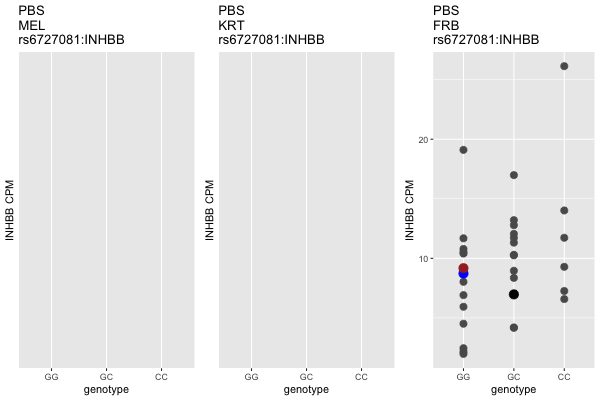 PBS
MEL
rs6727081:INHBB
INHBB CPM
GG GC CC
genotype
PBS
KRT
rs6727081:INHBB
INHBB CPM
GG GC CC
genotype
PBS
FRB
rs6727081:INHBB
INHBB CPM
20
10
GG GC CC
genotype